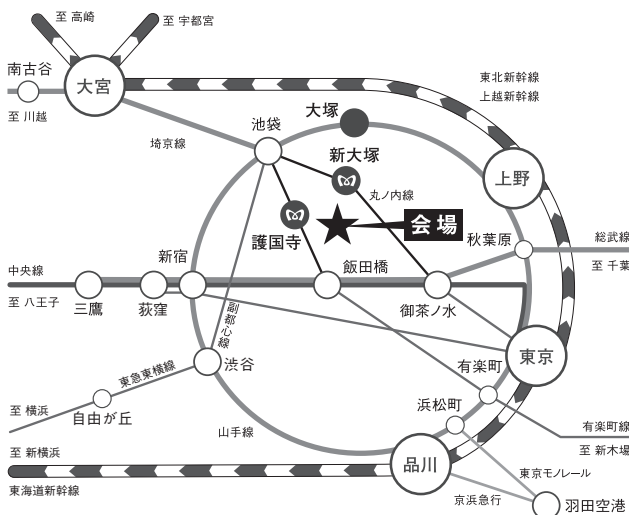 至 高崎
至 宇都宮
南古谷
大宮
至 川越
東北新幹線
上越新幹線
大塚
池袋
埼京線
新大塚
上野
丸ノ内線
会場
護国寺
秋葉原
総武線
至 千葉
新宿
飯田橋
中央線
至 八王子
三鷹
荻窪
御茶ノ水
副都心線
東京
渋谷
有楽町
東急東横線
自由が丘
至 横浜
浜松町
山手線
有楽町線
至 新木場
至 新横浜
品川
東京モノレール
東海道新幹線
京浜急行
羽田空港